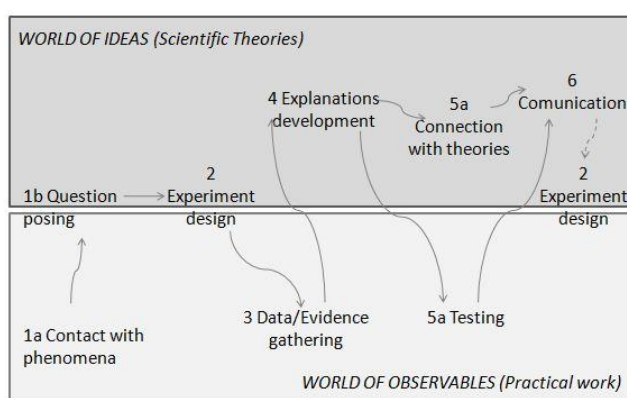 WORLD OF IDEAS (Scientific Theories)
4 Explanations
development
5a
Connection
with theories
6
Comunication
1b Question
posing
2
Experiment
design
2
Experiment
design
1a Contact with
phenomena
3 Data/Evidence
gathering
5a Testing
WORLD OF OBSERVABLES (Practical work)